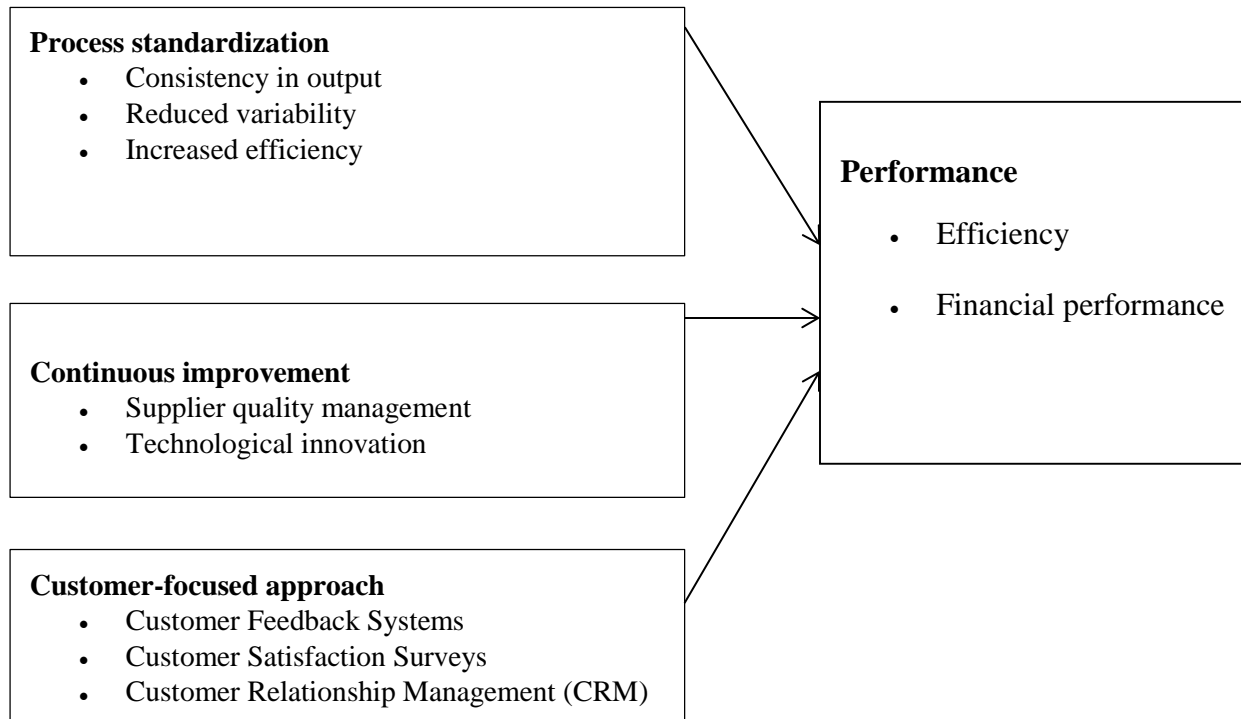 Process standardization
• Consistency in output
• Reduced variability
• Increased efficiency
Continuous improvement
• Supplier quality management
• Technological innovation
Customer-focused approach
• Customer Feedback Systems
• Customer Satisfaction Surveys
• Customer Relationship Management (CRM)
Performance
• Efficiency
• Financial performance